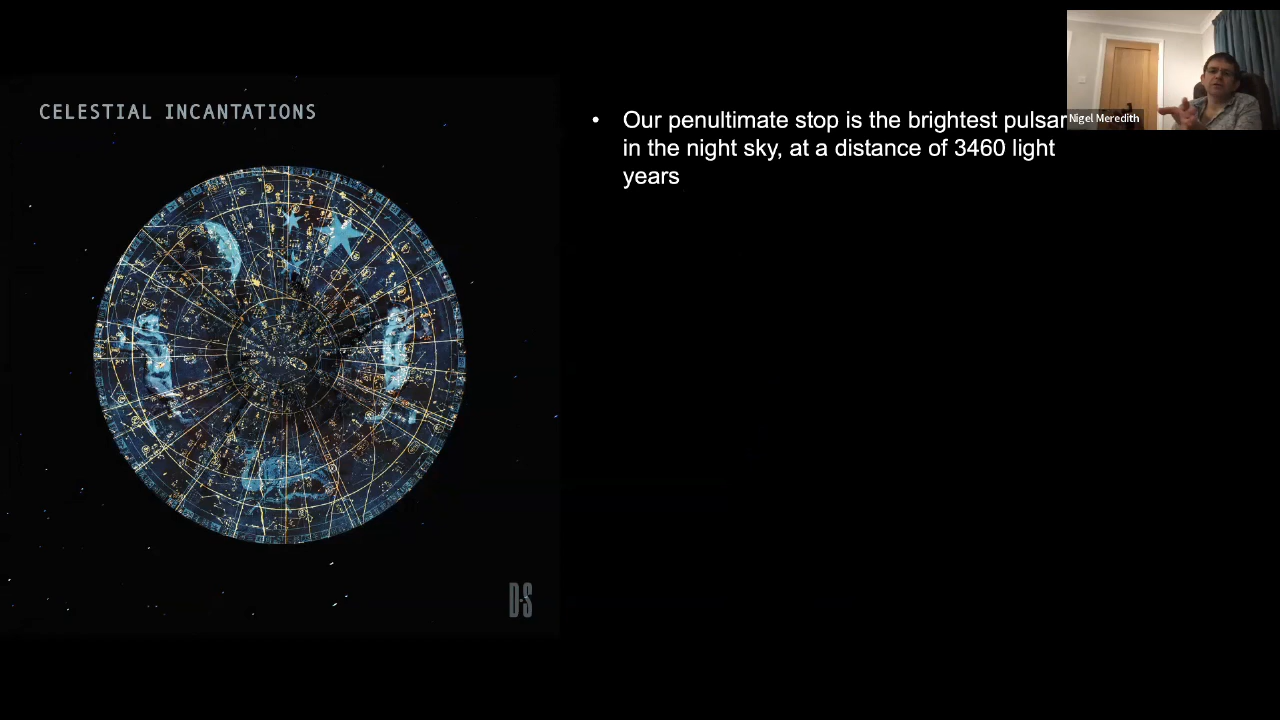 CELESTIAL INCANTATIONS
• Our penultimate stop is the brightest pulsar
in the night sky, at a distance of 3460 light
years
Nigel Meredith
D·S